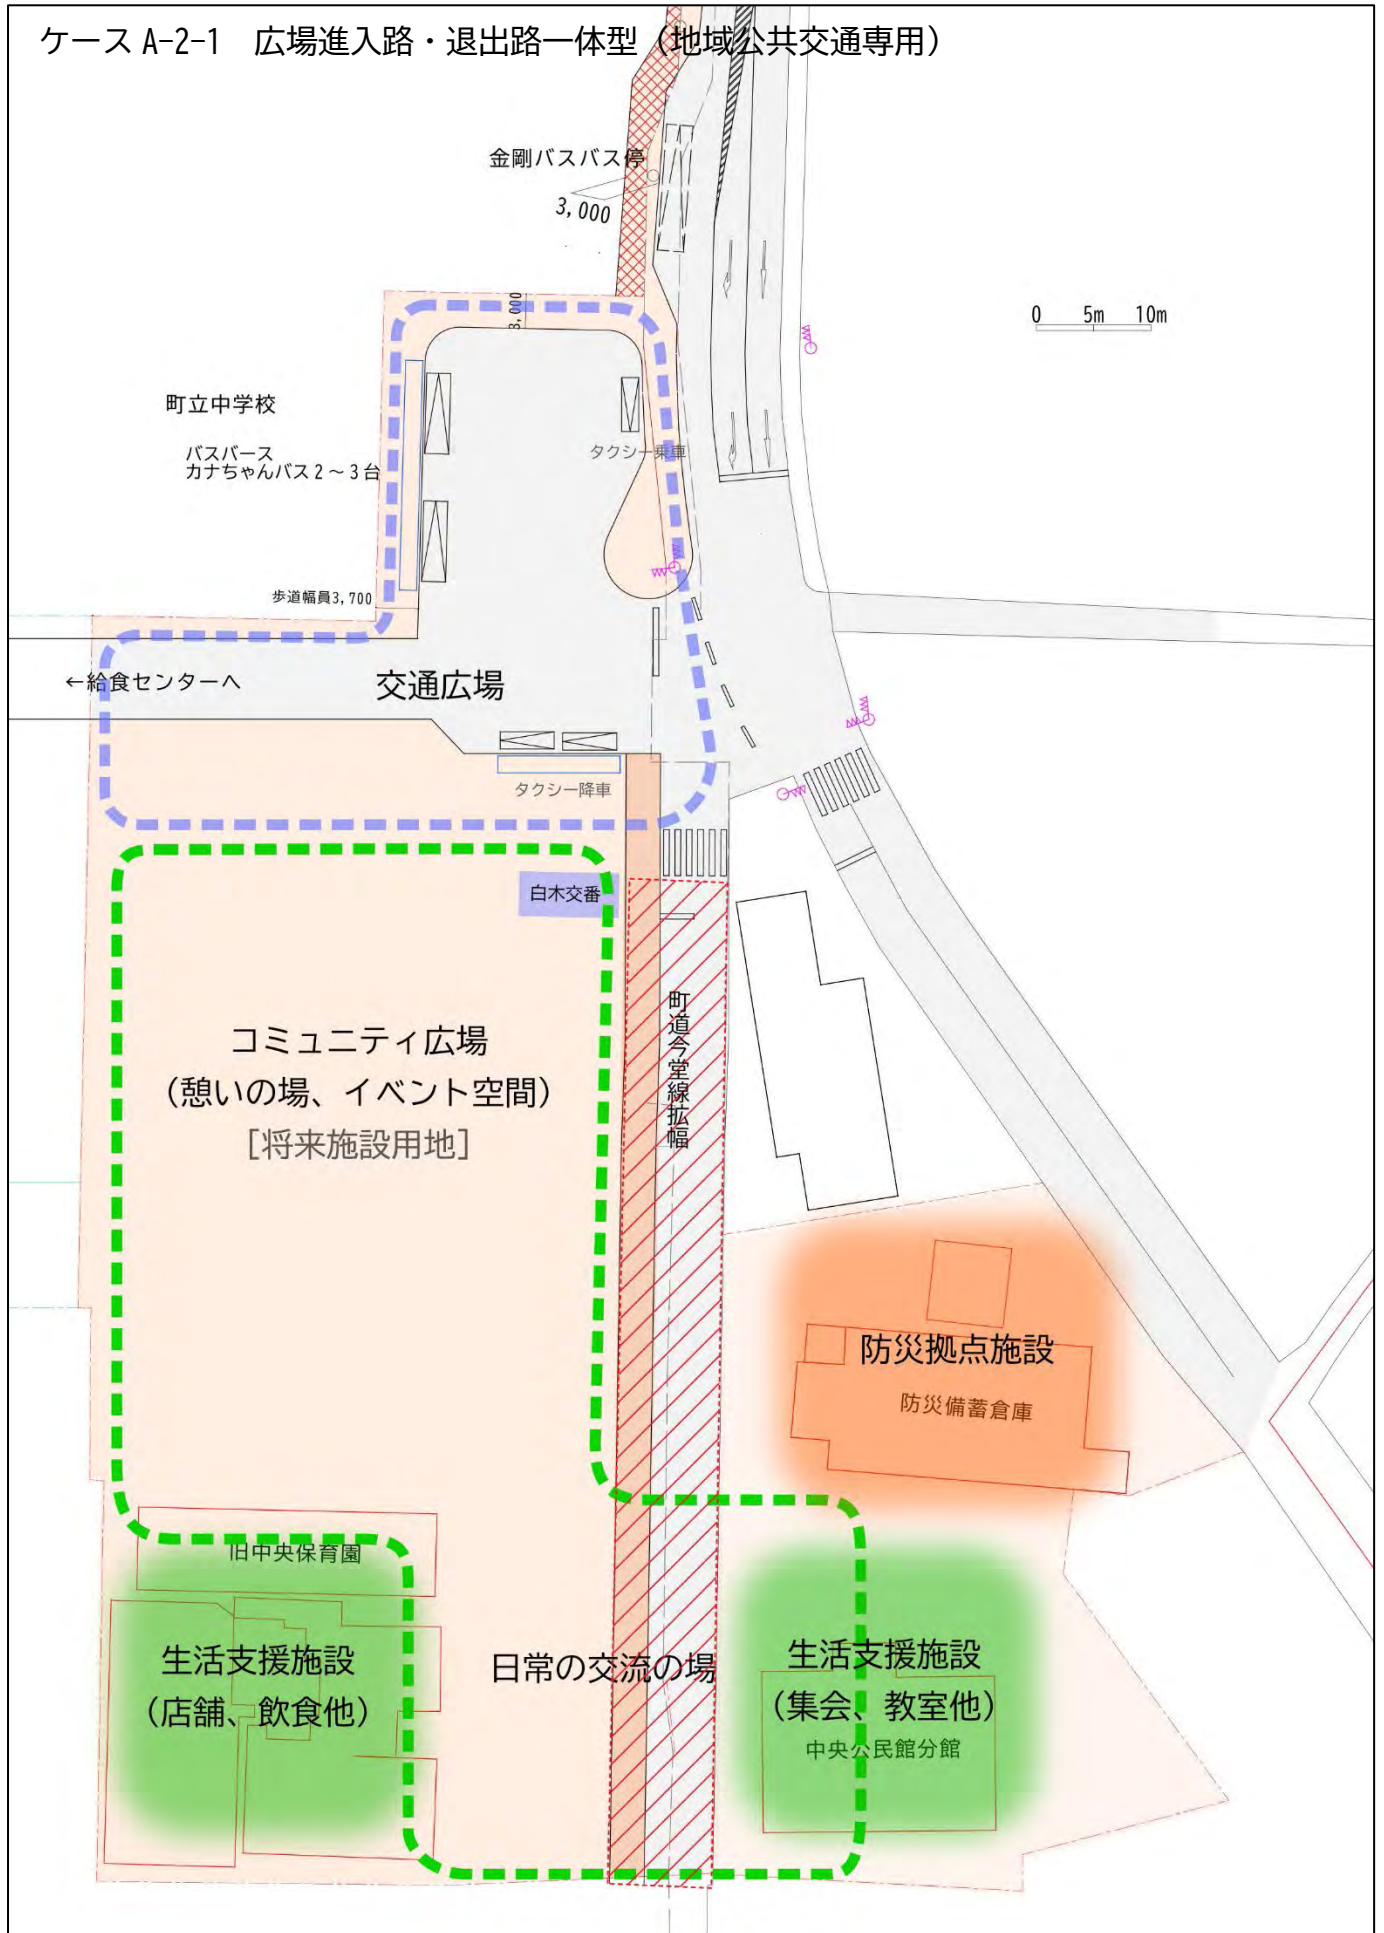 ケース A-2-1　広場進入路・退出路一体型（地域公共交通専用）
金剛バスバス停
3,000
3,000
0 5m 10m
町立中学校
バスバース
カナちゃんバス２～３台
タクシー乗車
歩道幅員3,700
←給食センターへ
交通広場
タクシー降車
白木交番
町道今堂線拡幅
コミュニティ広場
（憩いの場、イベント空間）
［将来施設用地］
防災拠点施設
防災備蓄倉庫
旧中央保育園
生活支援施設
（店舗、飲食他）
日常の交流の場
生活支援施設
（集会、教室他）
中央公民館分館